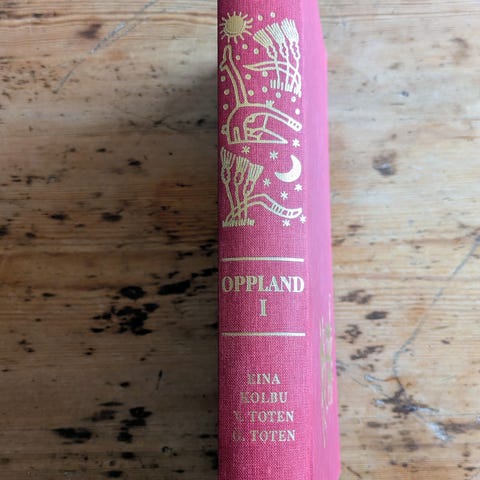 OPPLAND
I
EINA
KOLBU
V. TOTEN
Ø. TOTEN